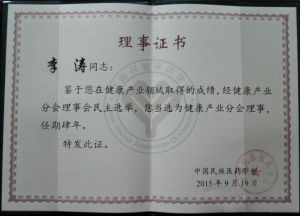 理事证书
李涛同志：
鉴于您在健康产业领域取得的成绩，经健康产业
分会理事会民主选举，您当选为健康产业分会理事，
任期肆年。
特发此证。
中国民族医药学会
2015年9月19日